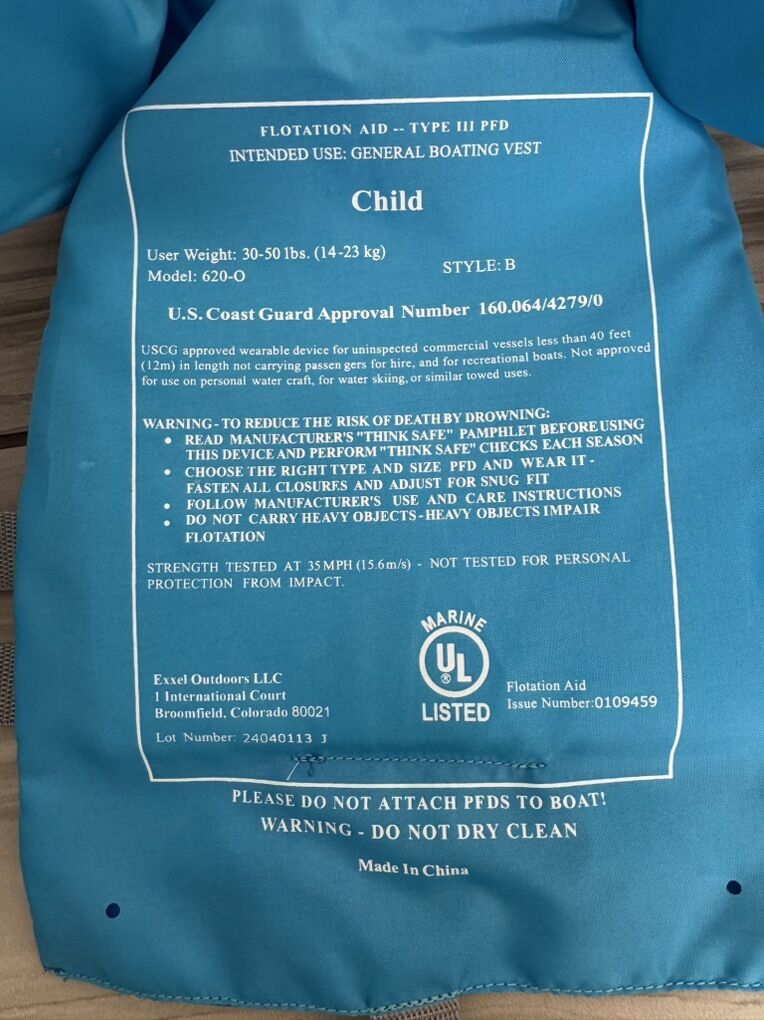 FLOTATION AID -- TYPE III PFD
INTENDED USE: GENERAL BOATING VEST
Child
User Weight: 30-50 lbs. (14-23 kg)
Model: 620-O
STYLE: B
U.S. Coast Guard Approval Number 160.064/4279/0
USCG approved wearable device for uninspected commercial vessels less than 40 feet
(12m) in length not carrying passen gers for hire, and for recreational boats. Not approved
for use on personal water craft, for water skiing, or similar towed uses.
WARNING - TO REDUCE THE RISK OF DEATH BY DROWNING:
• READ MANUFACTURER'S "THINK SAFE" PAMPHLET BEFORE USING
THIS DEVICE AND PERFORM "THINK SAFE" CHECKS EACH SEASON
• CHOOSE THE RIGHT TYPE AND SIZE PFD AND WEAR IT -
FASTEN ALL CLOSURES AND ADJUST FOR SNUG FIT
• FOLLOW MANUFACTURER'S USE AND CARE INSTRUCTIONS
• DO NOT CARRY HEAVY OBJECTS - HEAVY OBJECTS IMPAIR
FLOTATION
STRENGTH TESTED AT 35 MPH (15.6 m/s) - NOT TESTED FOR PERSONAL
PROTECTION FROM IMPACT.
Exxel Outdoors LLC
1 International Court
Broomfield, Colorado 80021
Lot Number: 24040113 J
MARINE
UL
®
LISTED
Flotation Aid
Issue Number:0109459
PLEASE DO NOT ATTACH PFDS TO BOAT!
WARNING - DO NOT DRY CLEAN
Made In China